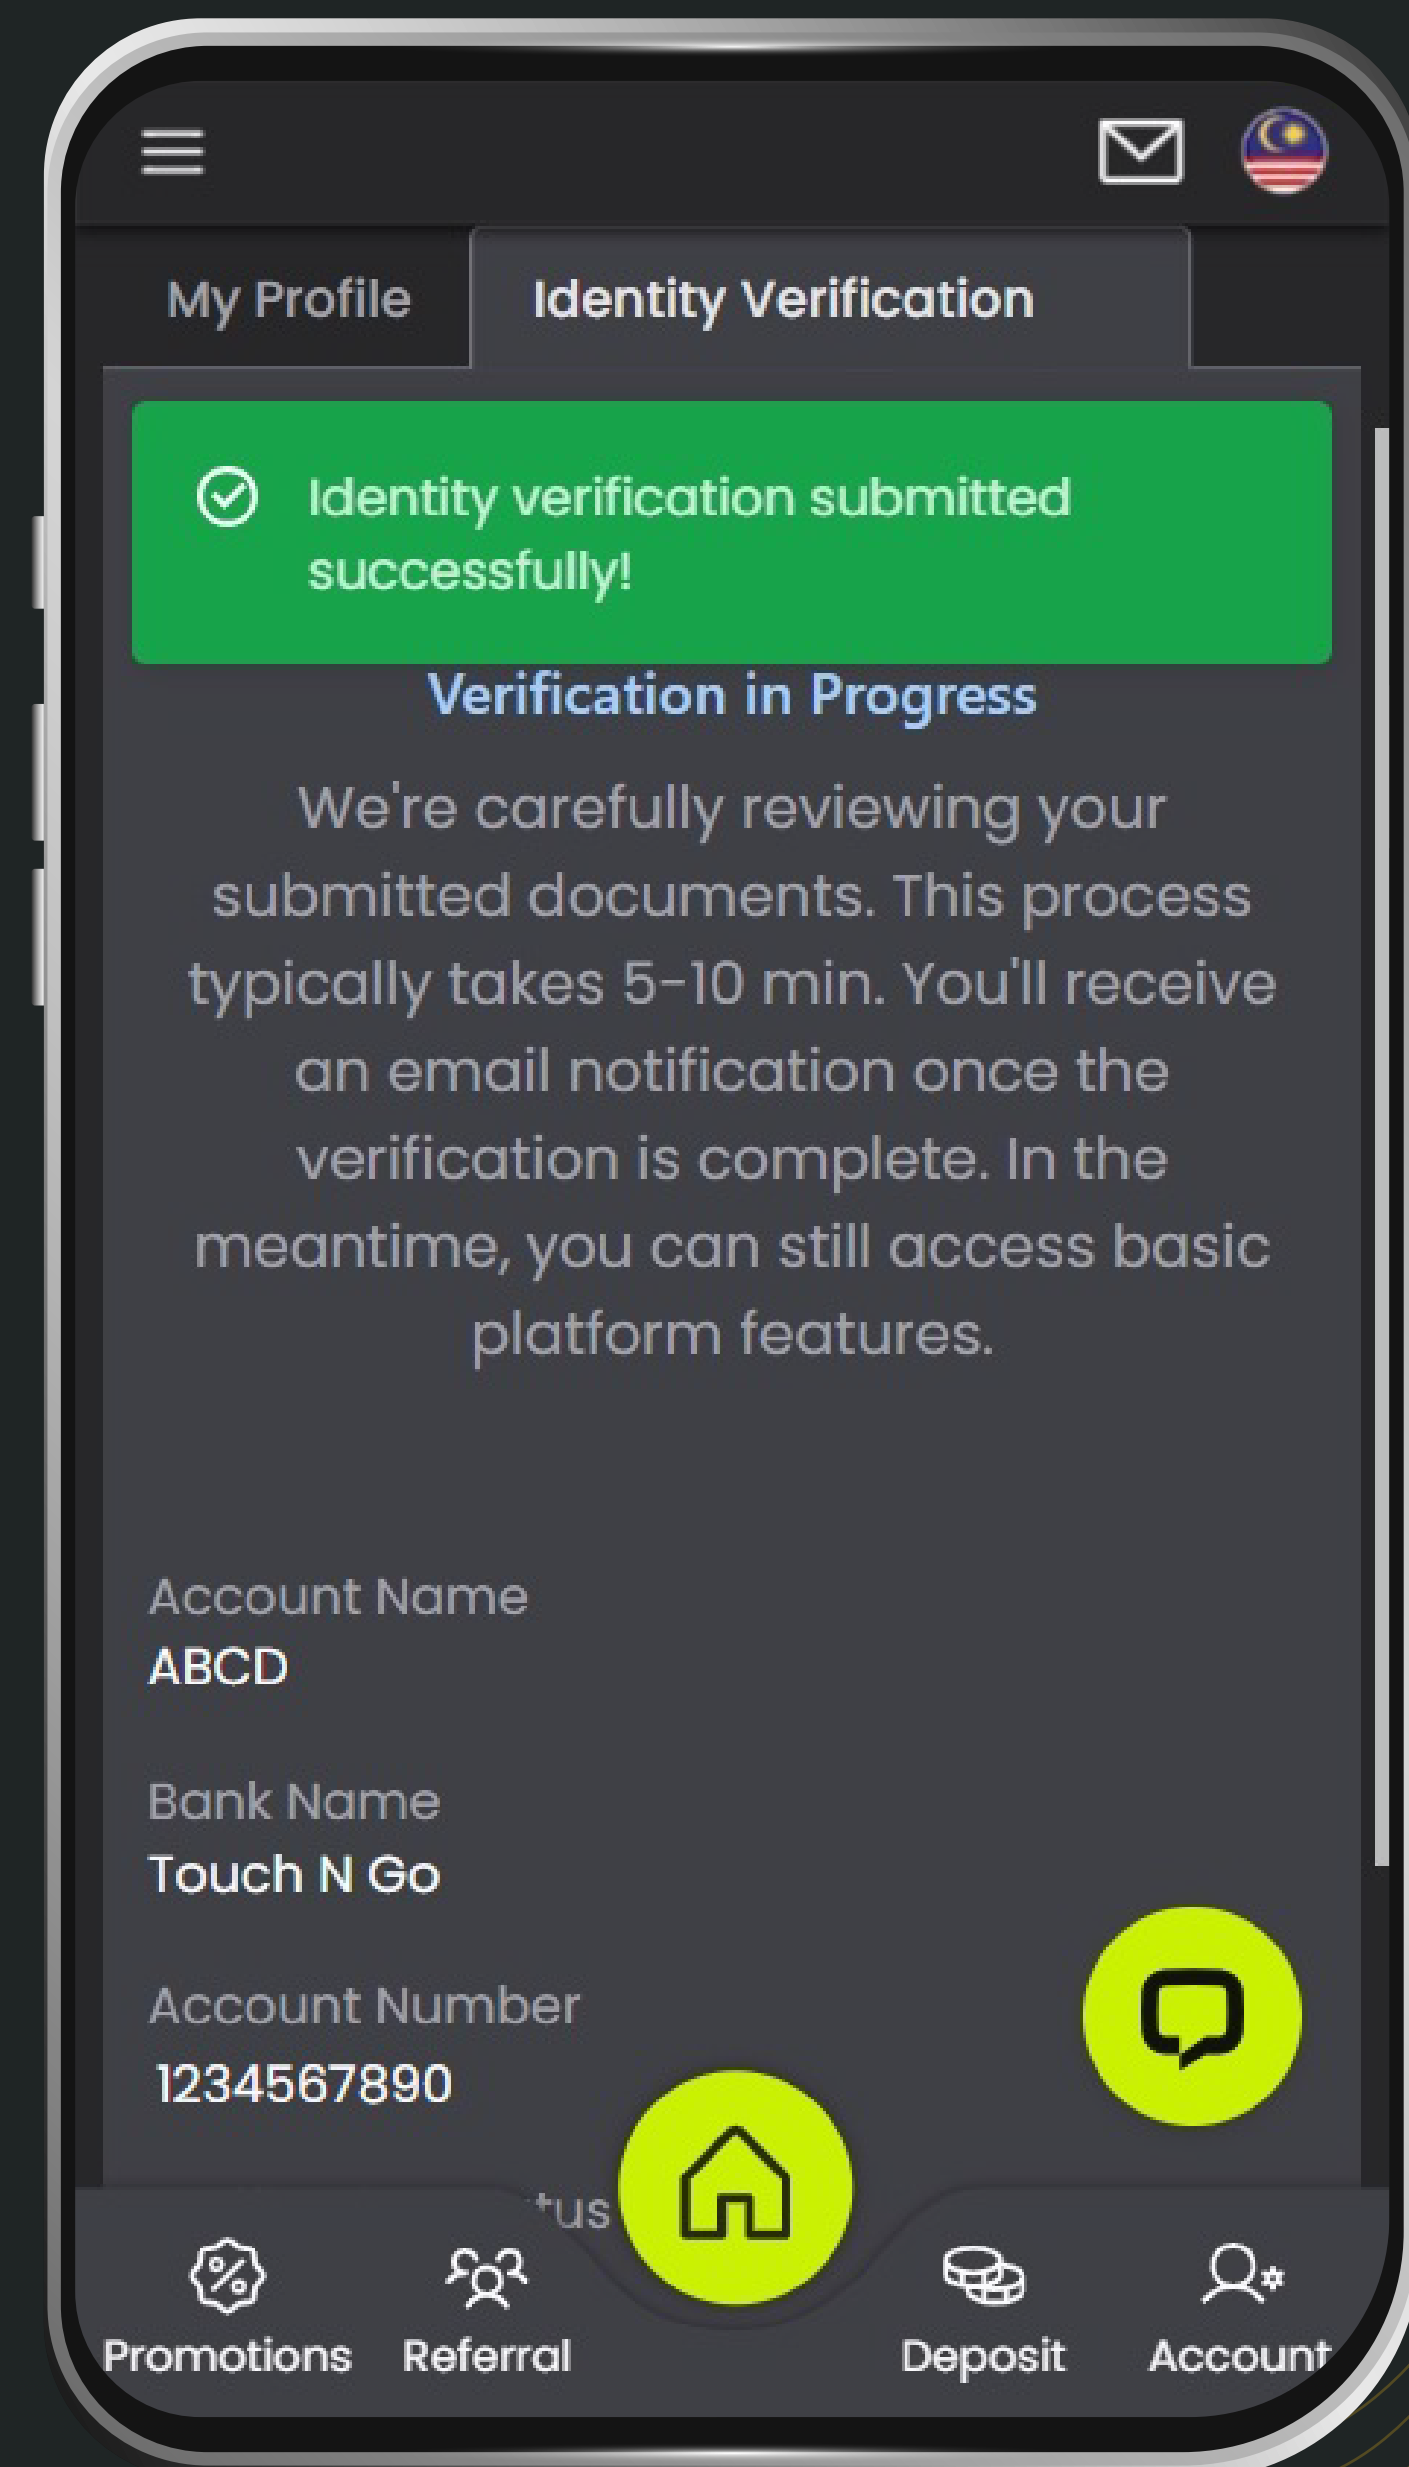 My Profile
Identity Verification
Identity verification submitted
successfully!
Verification in Progress
We're carefully reviewing your
submitted documents. This process
typically takes 5-10 min. You'll receive
an email notification once the
verification is complete. In the
meantime, you can still access basic
platform features.
Account Name
ABCD
Bank Name
Touch N Go
Account Number
1234567890
Promotions
Referral
Deposit
Account